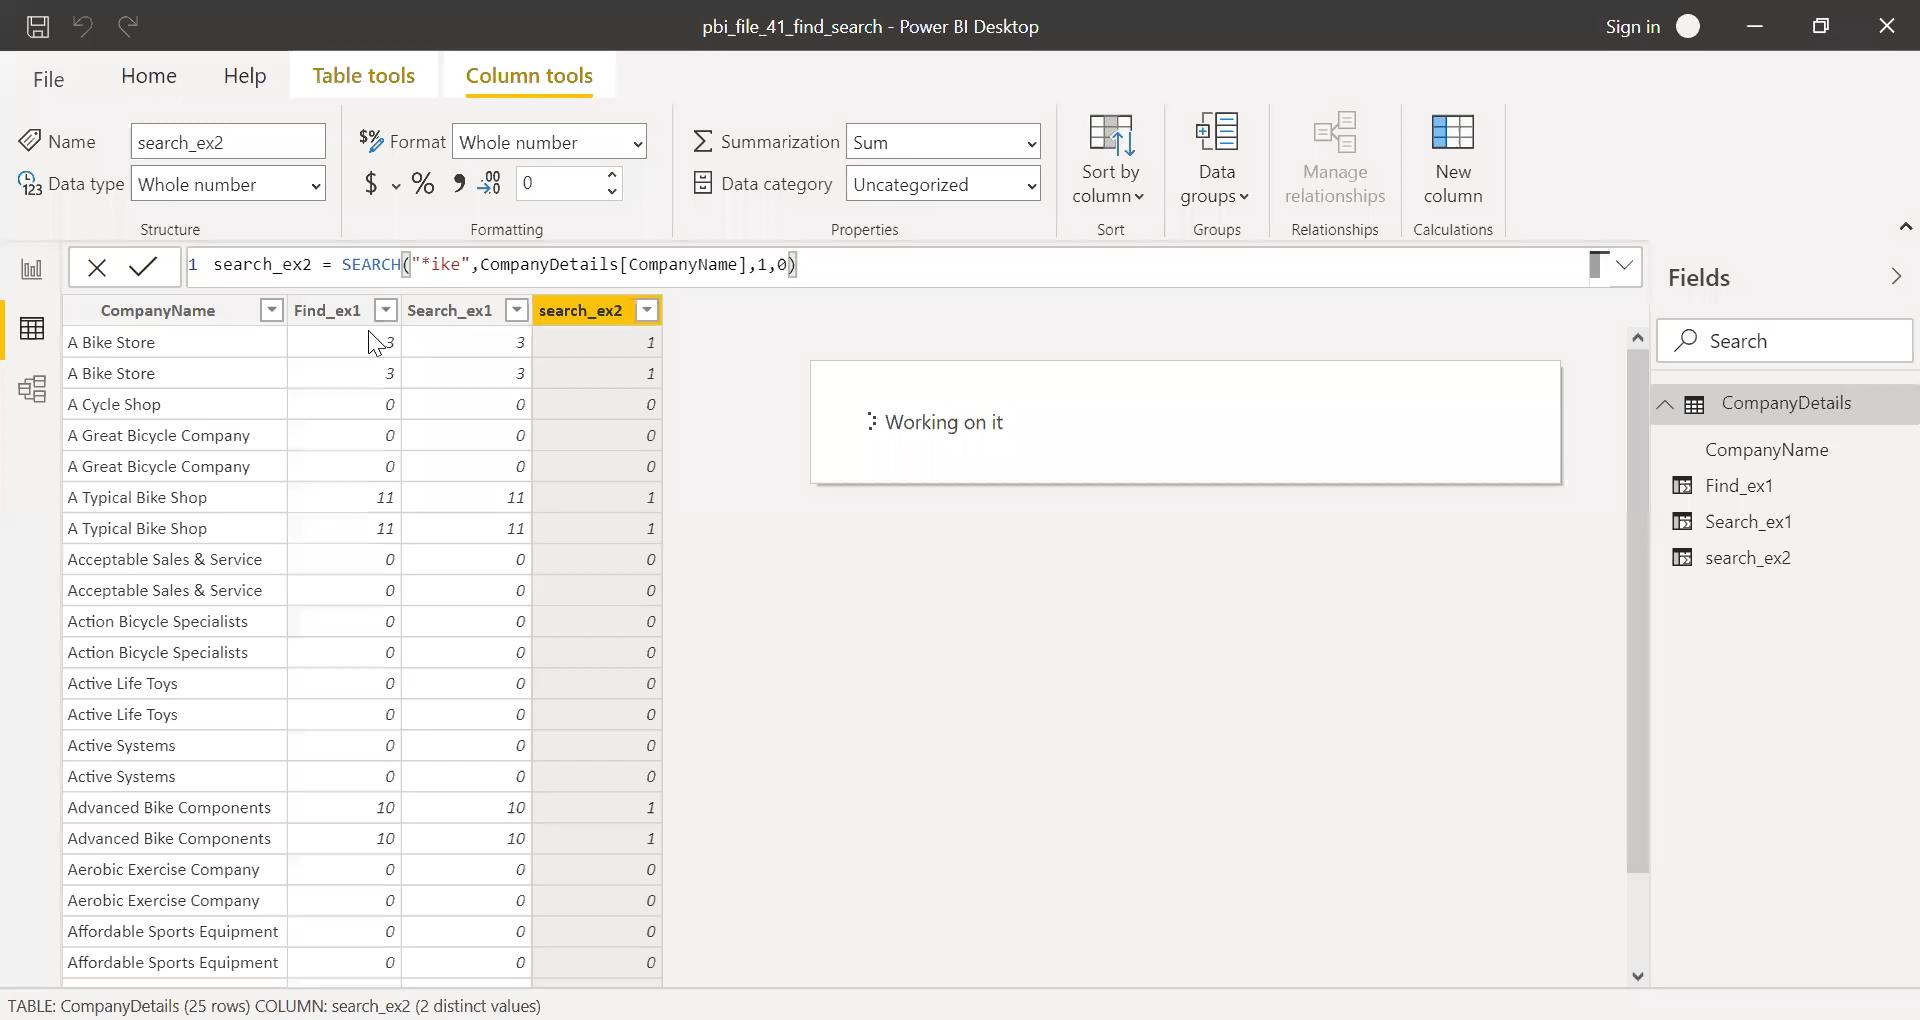 pbi_file_41_find_search - Power BI Desktop
Sign in
File Home Help Table tools Column tools
Name search_ex2
Data type Whole number
Structure
Format Whole number
$ % 0
Formatting
Summarization Sum
Data category Uncategorized
Properties
Sort by
column
Sort
Data
groups
Groups
Manage
relationships
Relationships
New
column
Calculations
1 search_ex2 = SEARCH("*ike",CompanyDetails[CompanyName],1,0)
CompanyName Find_ex1 Search_ex1 search_ex2
A Bike Store 3 3 1
A Bike Store 3 3 1
A Cycle Shop 0 0 0
A Great Bicycle Company 0 0 0
A Great Bicycle Company 0 0 0
A Typical Bike Shop 11 11 1
A Typical Bike Shop 11 11 1
Acceptable Sales & Service 0 0 0
Acceptable Sales & Service 0 0 0
Action Bicycle Specialists 0 0 0
Action Bicycle Specialists 0 0 0
Active Life Toys 0 0 0
Active Life Toys 0 0 0
Active Systems 0 0 0
Active Systems 0 0 0
Advanced Bike Components 10 10 1
Advanced Bike Components 10 10 1
Aerobic Exercise Company 0 0 0
Aerobic Exercise Company 0 0 0
Affordable Sports Equipment 0 0 0
Affordable Sports Equipment 0 0 0
Working on it
Fields
Search
CompanyDetails
CompanyName
Find_ex1
Search_ex1
search_ex2
TABLE: CompanyDetails (25 rows) COLUMN: search_ex2 (2 distinct values)